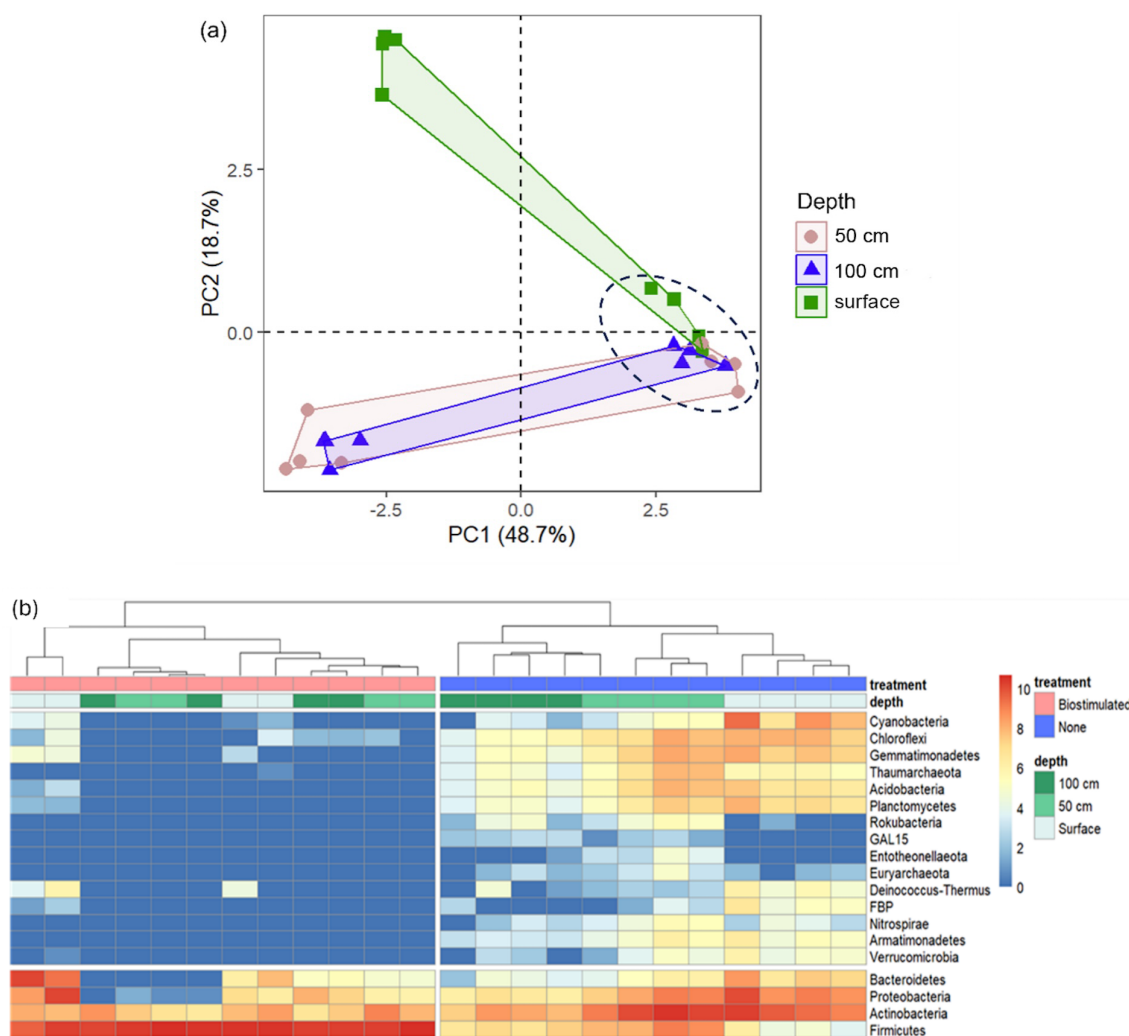 (a)
PC2 (18.7%)
2.5
0.0
-2.5
0.0
2.5
PC1 (48.7%)
Depth
50 cm
100 cm
surface
(b)
treatment
depth
Cyanobacteria
Chloroflexi
Gemmatimonadetes
Thaumarchaeota
Acidobacteria
Planctomycetes
Rokubacteria
GAL15
Entotheonellaeota
Euryarchaeota
Deinococcus-Thermus
FBP
Nitrospirae
Armatimonadetes
Verrucomicrobia
Bacteroidetes
Proteobacteria
Actinobacteria
Firmicutes
10
8
6
4
2
0
treatment
Biostimulated
None
depth
100 cm
50 cm
Surface